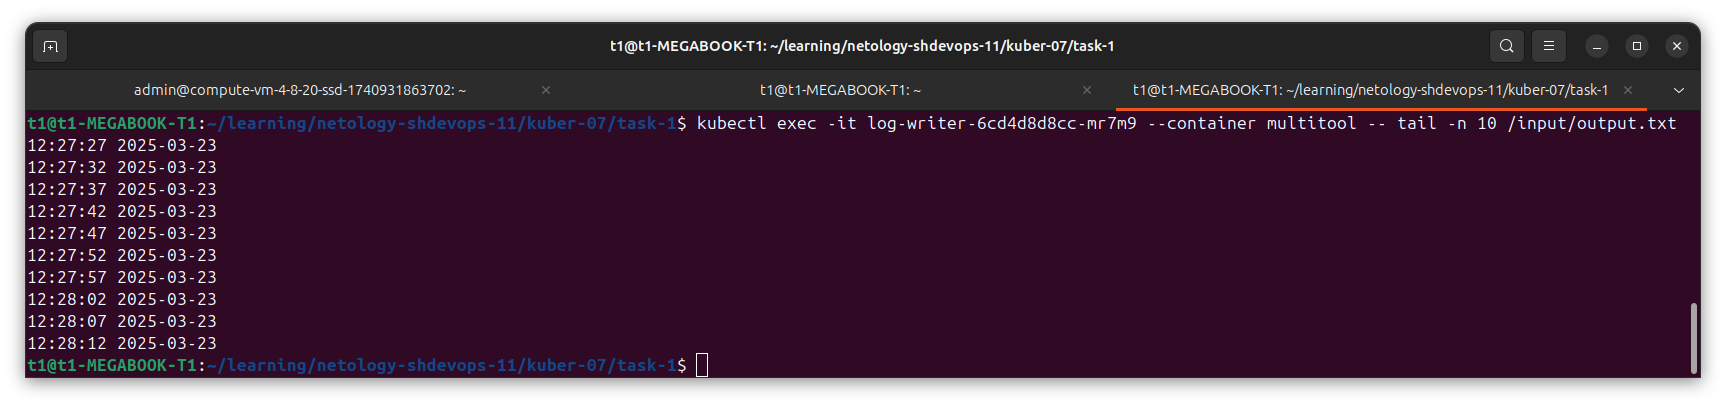 t1@t1-MEGABOOK-T1: ~/learning/netology-shdevops-11/kuber-07/task-1
admin@compute-vm-4-8-20-ssd-1740931863702: ~
t1@t1-MEGABOOK-T1: ~
t1@t1-MEGABOOK-T1: ~/learning/netology-shdevops-11/kuber-07/task-1
t1@t1-MEGABOOK-T1:~/learning/netology-shdevops-11/kuber-07/task-1$ kubectl exec -it log-writer-6cd4d8d8cc-mr7m9 --container multitool -- tail -n 10 /input/output.txt
12:27:27 2025-03-23
12:27:32 2025-03-23
12:27:37 2025-03-23
12:27:42 2025-03-23
12:27:47 2025-03-23
12:27:52 2025-03-23
12:27:57 2025-03-23
12:28:02 2025-03-23
12:28:07 2025-03-23
12:28:12 2025-03-23
t1@t1-MEGABOOK-T1:~/learning/netology-shdevops-11/kuber-07/task-1$